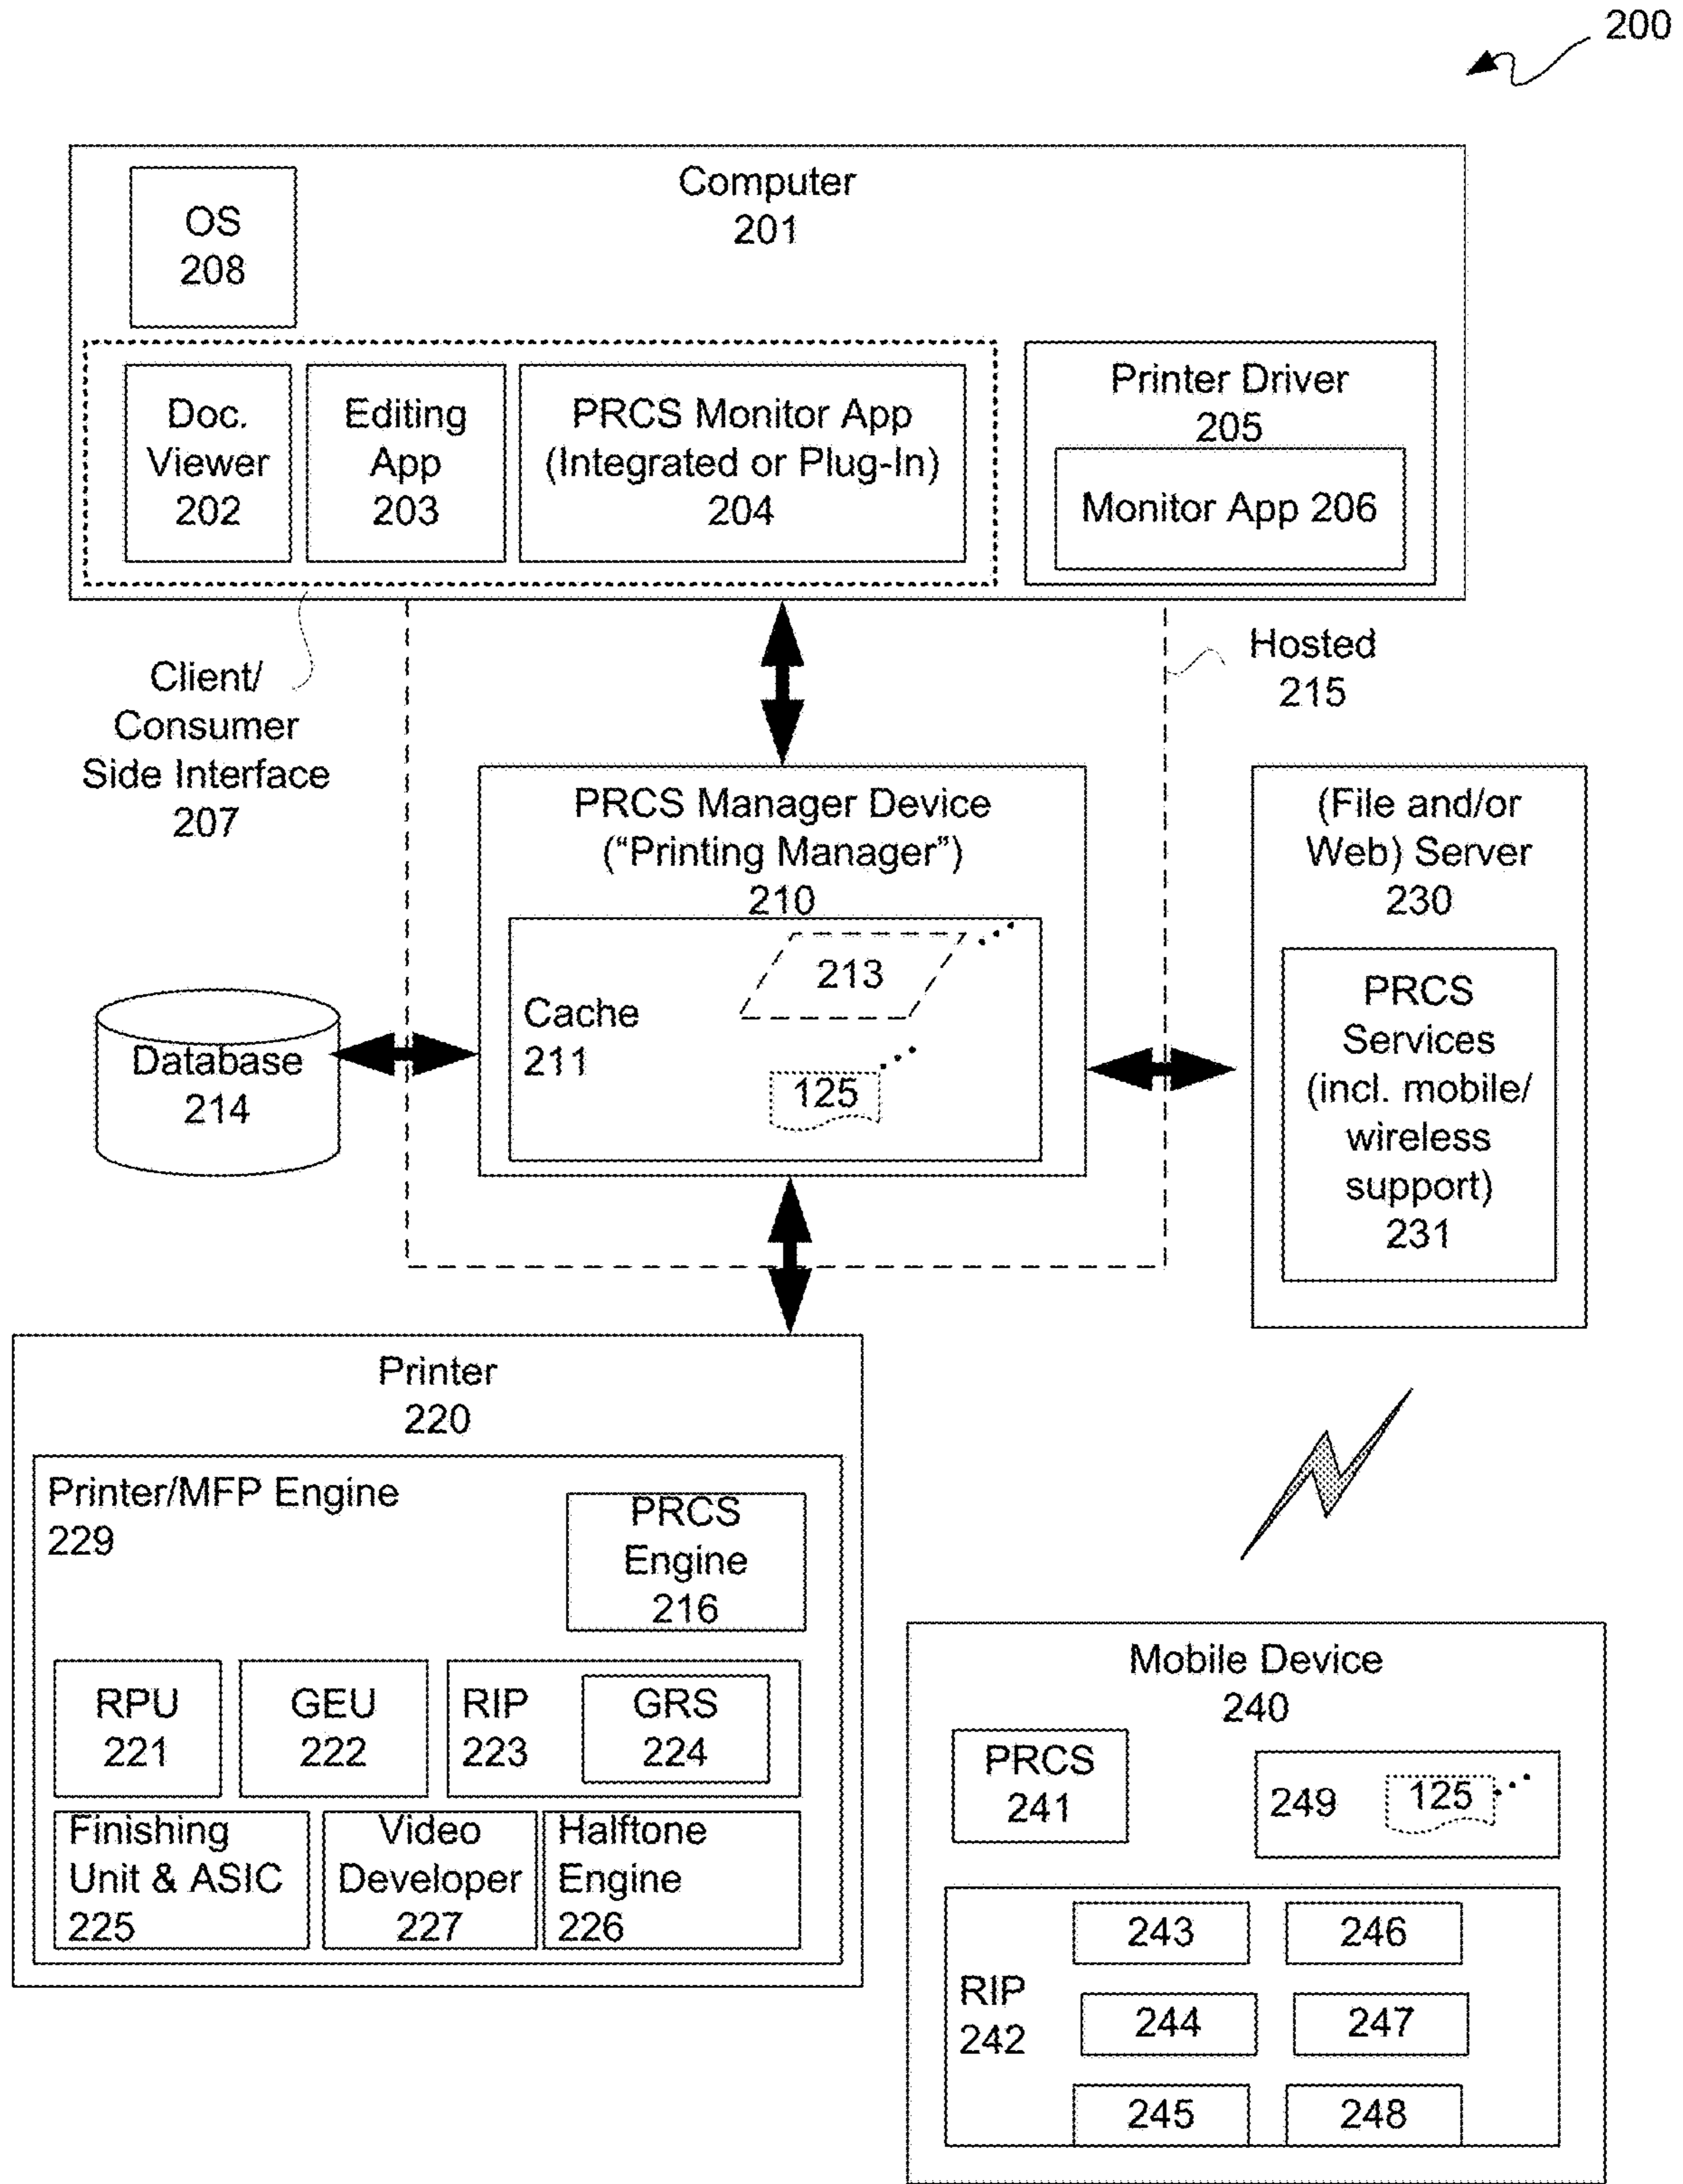 200
Computer
201
OS
208
Doc.
Viewer
202
Editing
App
203
PRCS Monitor App
(Integrated or Plug-In)
204
Printer Driver
205
Monitor App 206
Client/
Consumer
Side Interface
207
Hosted
215
PRCS Manager Device
(“Printing Manager”)
210
Cache
211
213
125
Database
214
(File and/or
Web) Server
230
PRCS
Services
(incl. mobile/
wireless
support)
231
Printer
220
Printer/MFP Engine
229
PRCS
Engine
216
RPU
221
GEU
222
RIP
223
GRS
224
Finishing
Unit & ASIC
225
Video
Developer
227
Halftone
Engine
226
Mobile Device
240
PRCS
241
249
125
RIP
242
243
246
244
247
245
248